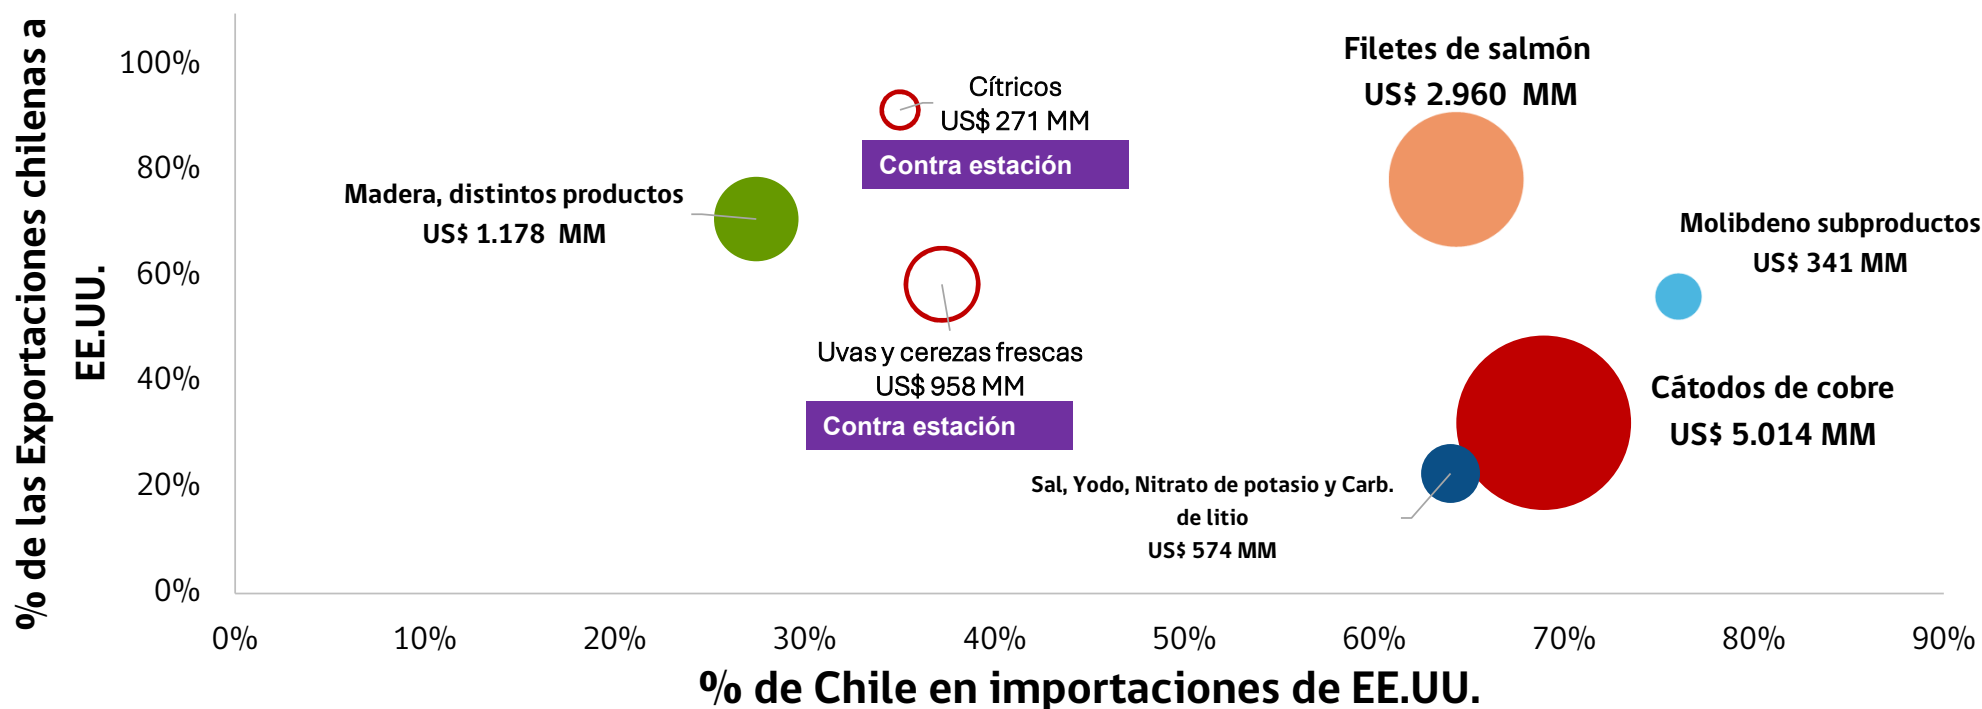 % de las Exportaciones chilenas a
EE.UU.
100%
80%
60%
40%
20%
0%
Cítricos
US$ 271 MM
Contra estación
Filetes de salmón
US$ 2.960 MM
Madera, distintos productos
US$ 1.178 MM
Molibdeno subproductos
US$ 341 MM
Uvas y cerezas frescas
US$ 958 MM
Contra estación
Cátodos de cobre
US$ 5.014 MM
Sal, Yodo, Nitrato de potasio y Carb.
de litio
US$ 574 MM
0% 10% 20% 30% 40% 50% 60% 70% 80% 90%
% de Chile en importaciones de EE.UU.